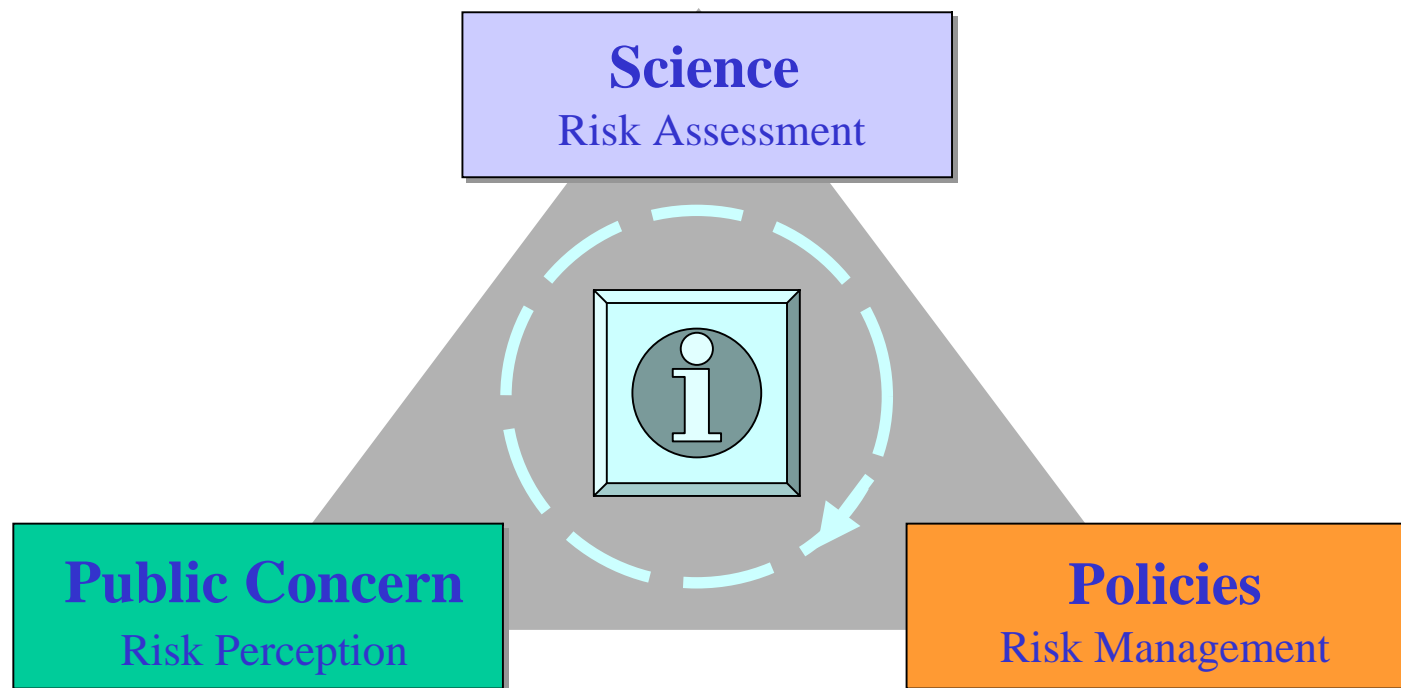 Science
Risk Assessment
i
Public Concern
Risk Perception
Policies
Risk Management